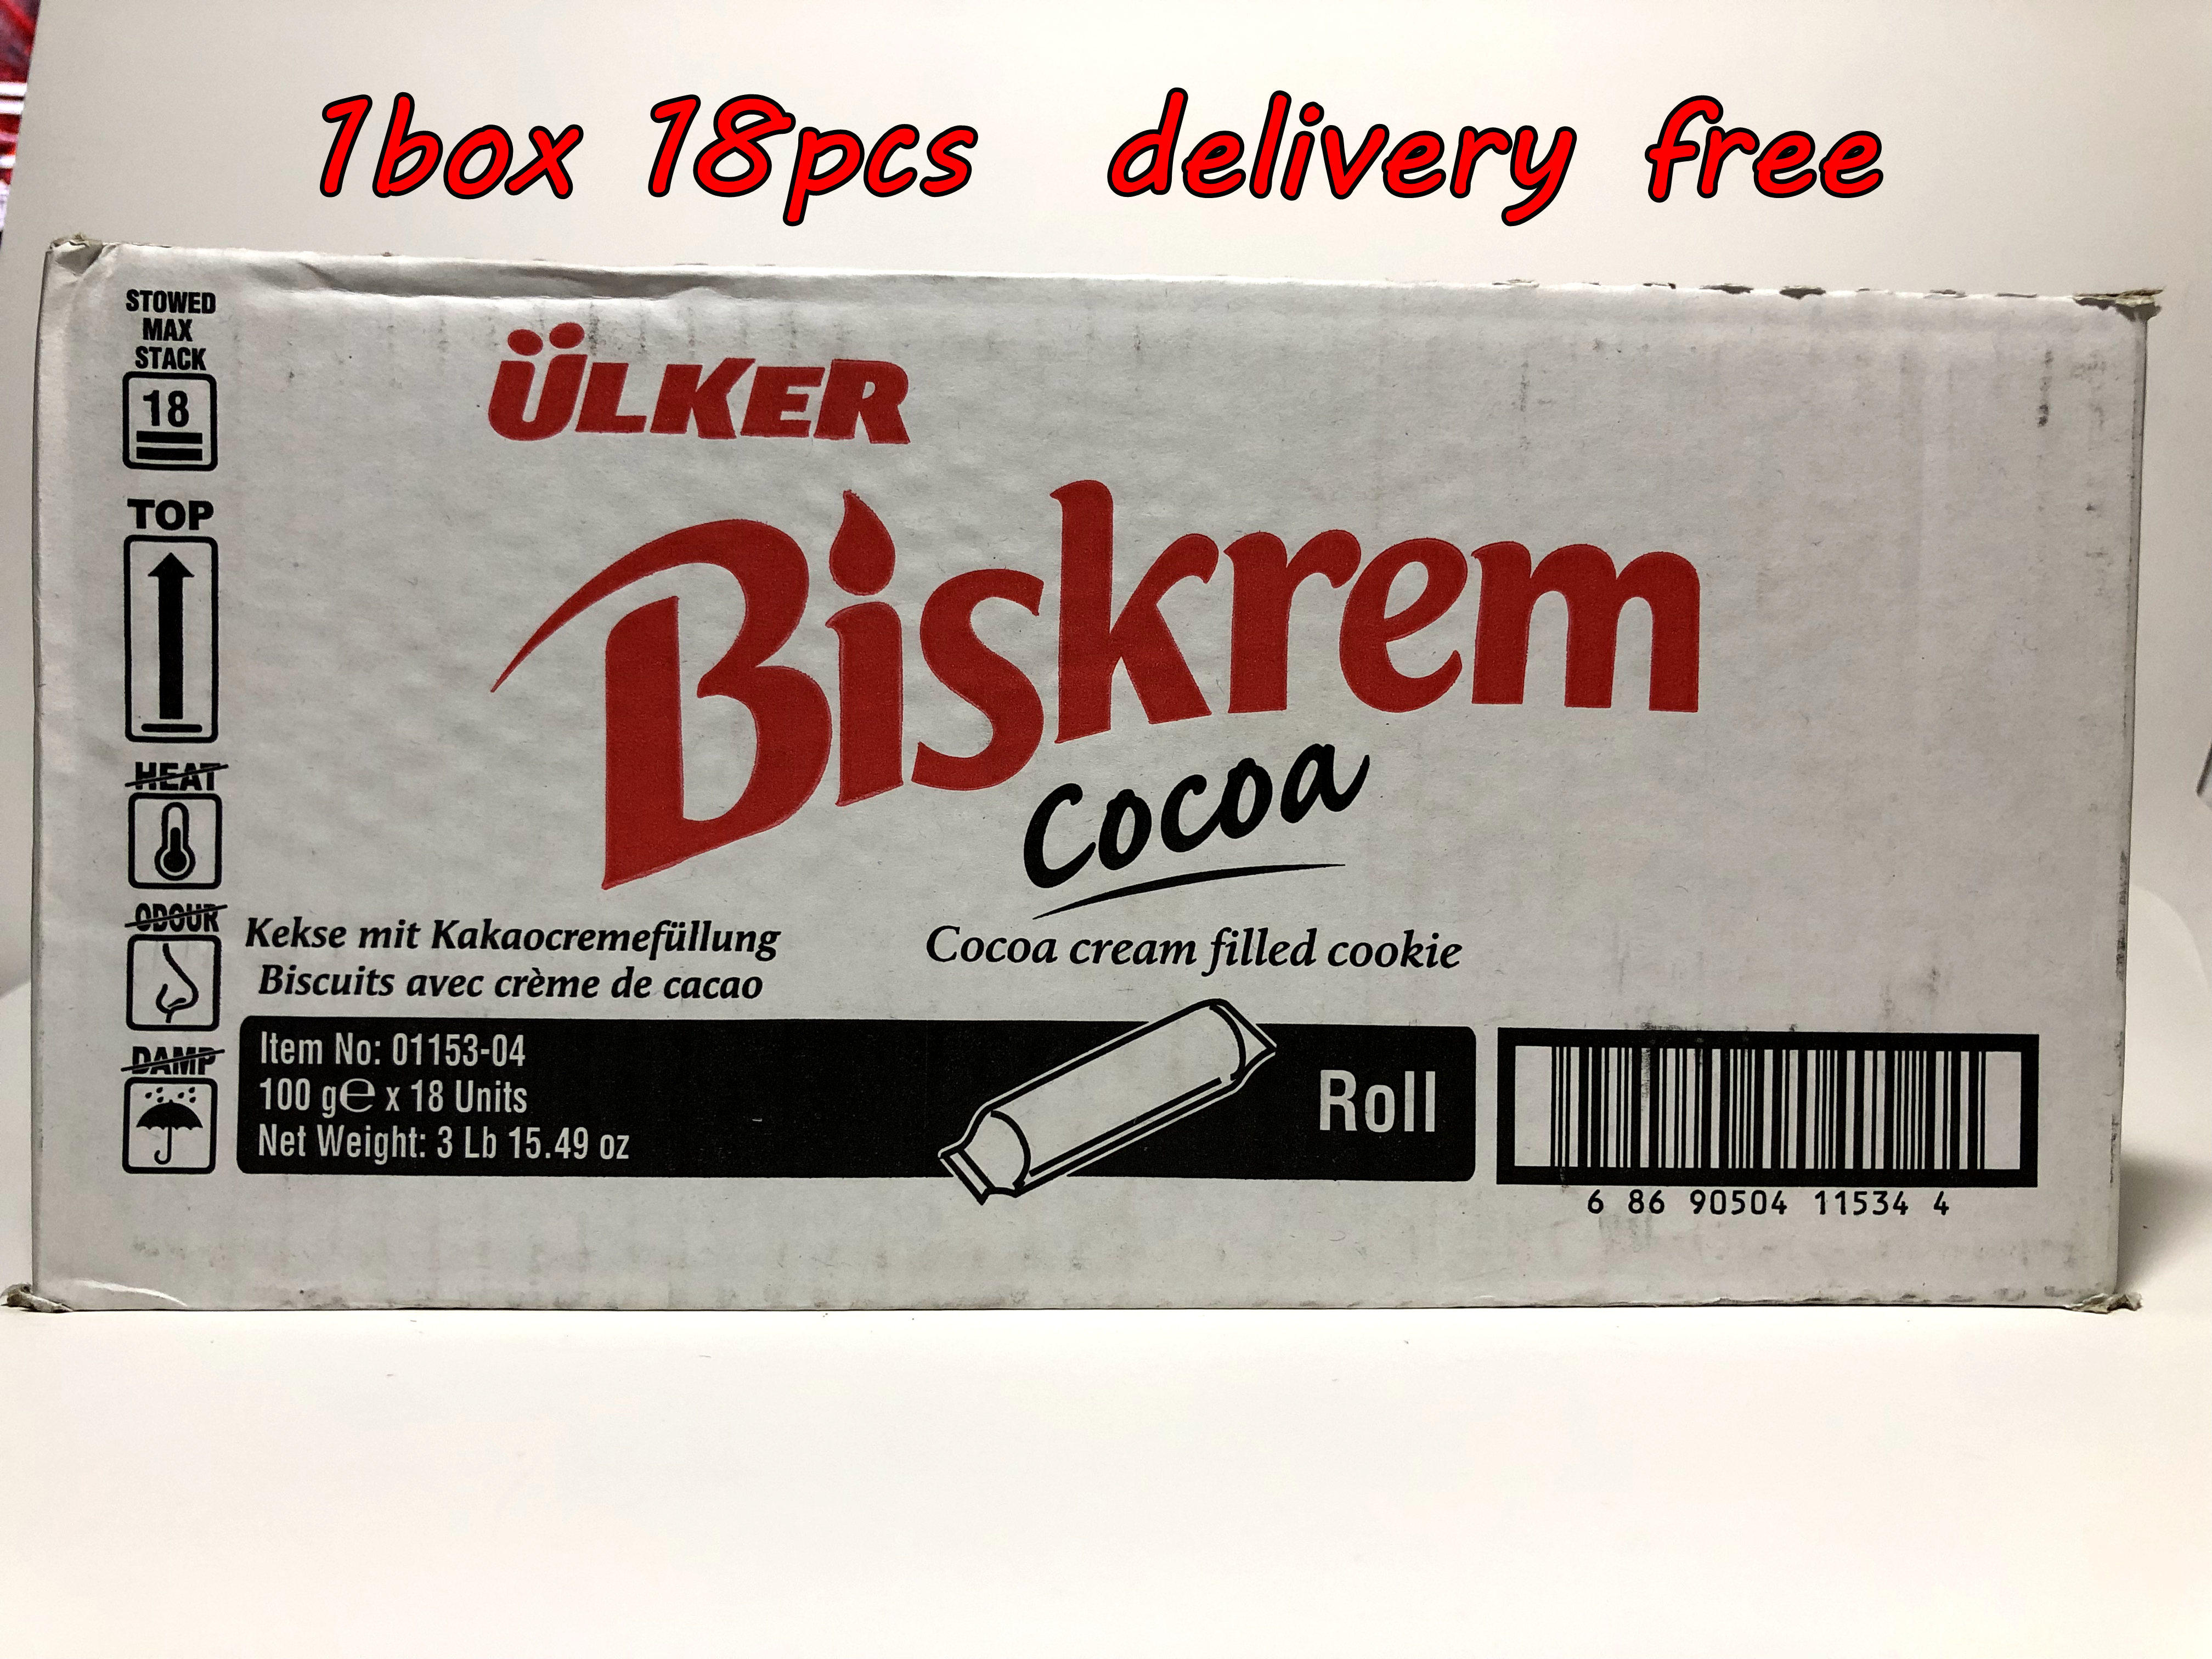 1box 18pcs delivery free
STOWED
MAX
STACK
18
TOP
HEAT
ODOUR
DAMP
ÜLKER
Biskrem
Cocoa
Kekse mit Kakaocremefüllung
Biscuits avec crème de cacao
Cocoa cream filled cookie
Item No: 01153-04
100 g℮ x 18 Units
Net Weight: 3 Lb 15.49 oz
Roll
6 86 90504 11534 4